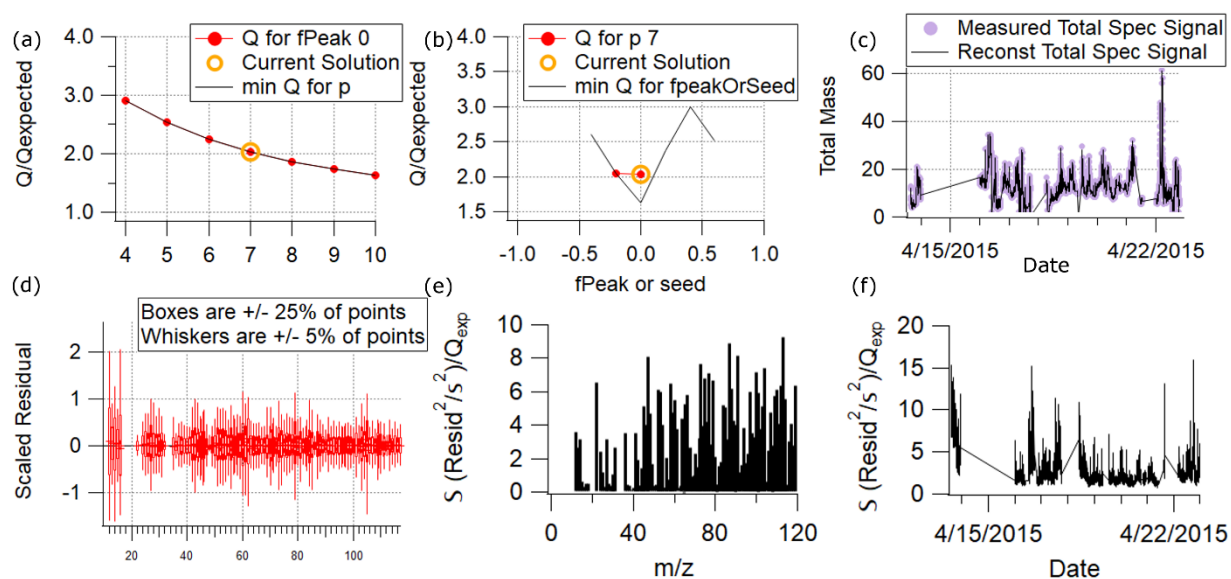 (a)
Q/Qexpected
4.0
3.0
2.0
1.0
Q for fPeak 0
Current Solution
min Q for p
4 5 6 7 8 9 10
(b)
Q/Qexpected
4.0
3.5
3.0
2.5
2.0
1.5
Q for p 7
Current Solution
min Q for fpeakOrSeed
-1.0 -0.5 0.0 0.5 1.0
fPeak or seed
(c)
Measured Total Spec Signal
Reconst Total Spec Signal
Total Mass
60
40
20
0
4/15/2015 4/22/2015
Date
(d)
Boxes are +/- 25% of points
Whiskers are +/- 5% of points
Scaled Residual
2
1
0
-1
20 40 60 80 100
(e)
S (Resid²/s²)/Qexp
10
8
6
4
2
0
0 40 80 120
m/z
(f)
S (Resid²/s²)/Qexp
20
15
10
5
0
4/15/2015 4/22/2015
Date